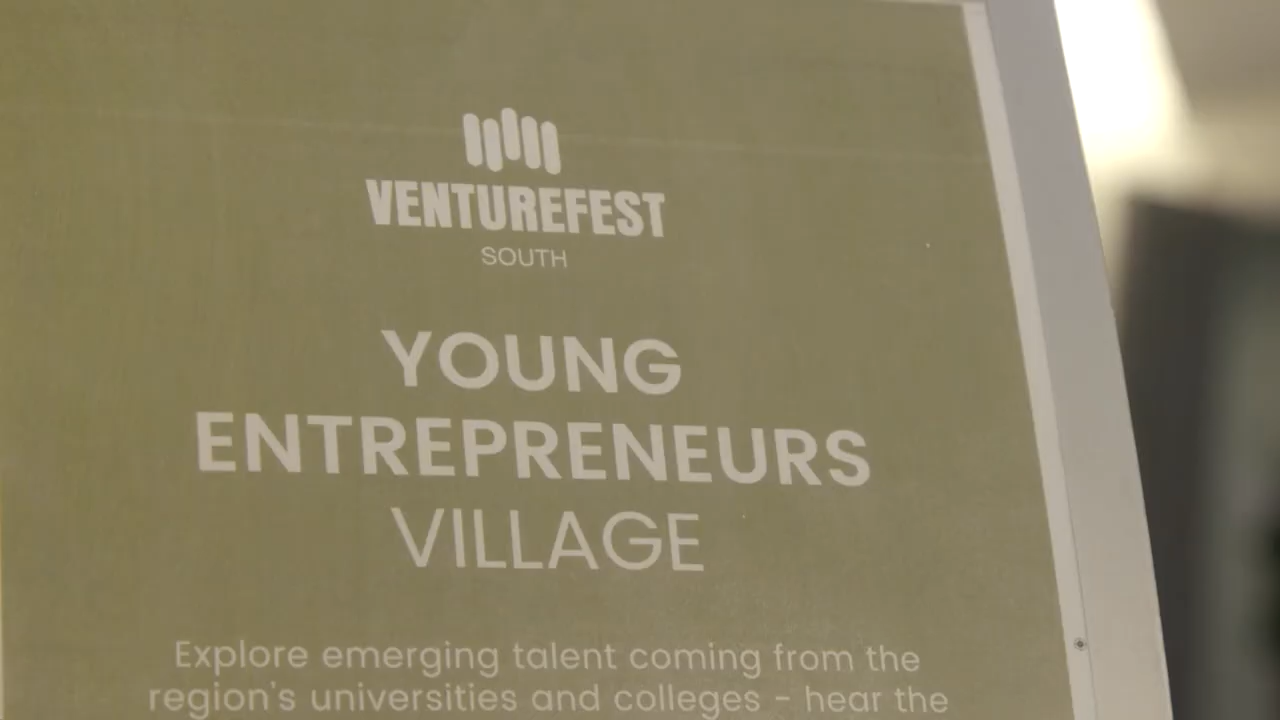 VENTUREFEST
SOUTH
YOUNG
ENTREPRENEURS
VILLAGE
Explore emerging talent coming from the
region's universities and colleges - hear the